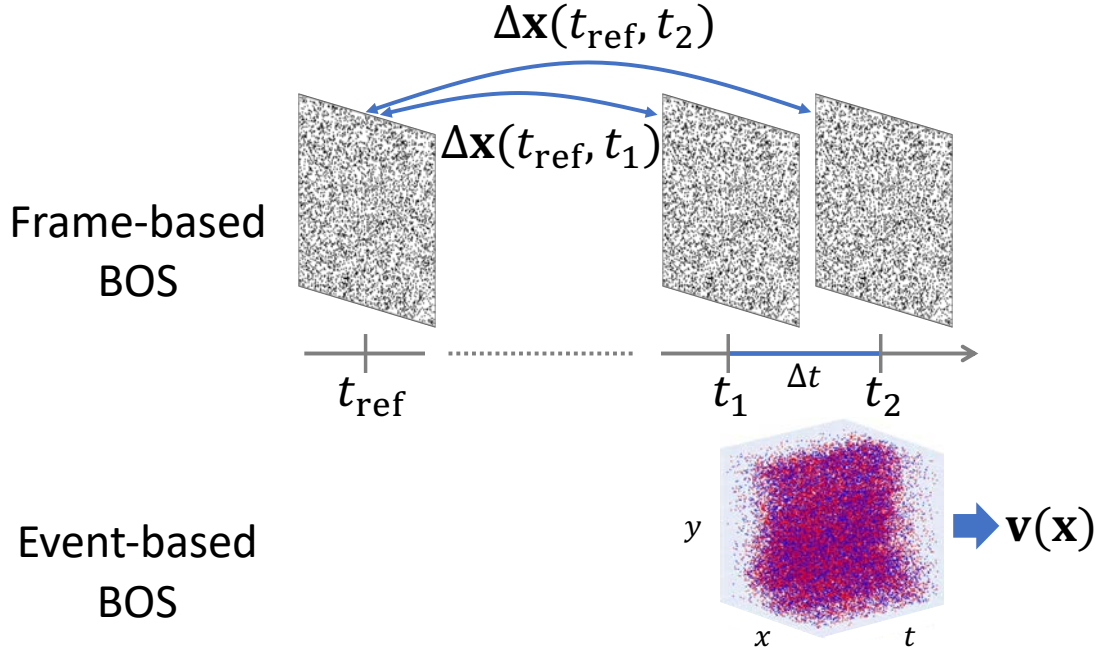 Δ𝐱(t_ref, t_2)
Δ𝐱(t_ref, t_1)
Frame-based
BOS
t_ref
t_1
Δt
t_2
y
𝐯(𝐱)
Event-based
BOS
x
t